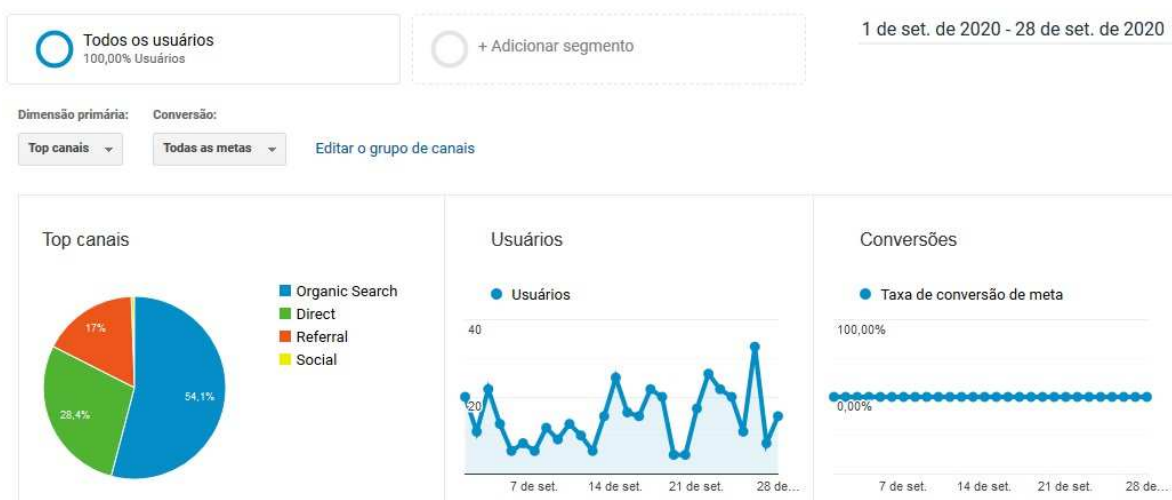 Todos os usuários
100,00% Usuários
+ Adicionar segmento
1 de set. de 2020 - 28 de set. de 2020
Dimensão primária:
Conversão:
Top canais
Todas as metas
Editar o grupo de canais
Top canais
Organic Search
Direct
Referral
Social
17%
54,1%
28,4%
Usuários
Usuários
40
20
7 de set.
14 de set.
21 de set.
28 de...
Conversões
Taxa de conversão de meta
100,00%
0,00%
7 de set.
14 de set.
21 de set.
28 de...